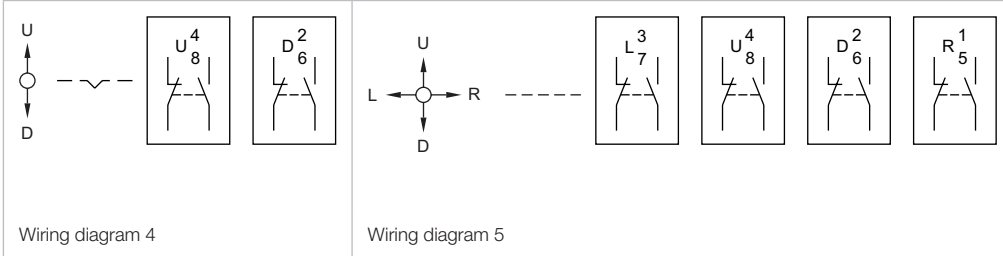 U
D
U 4 8
D 2 6
Wiring diagram 4
U
L R
D
L 3 7
U 4 8
D 2 6
R 1 5
Wiring diagram 5